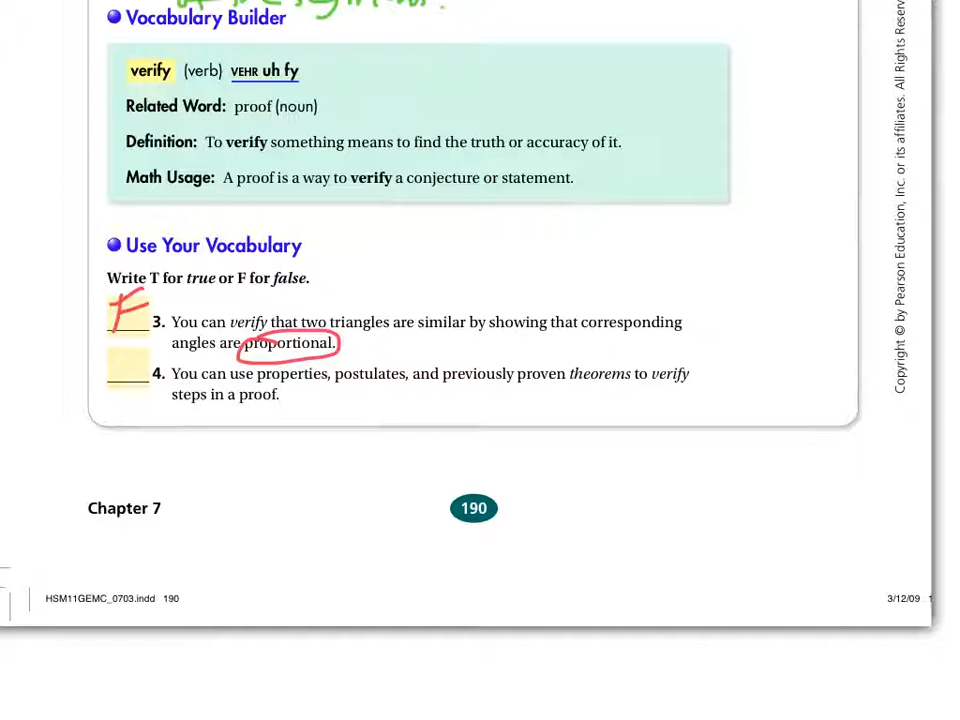 Vocabulary Builder
verify (verb) VEHR uh fy
Related Word: proof (noun)
Definition: To verify something means to find the truth or accuracy of it.
Math Usage: A proof is a way to verify a conjecture or statement.
Use Your Vocabulary
Write T for true or F for false.
F 3. You can verify that two triangles are similar by showing that corresponding
angles are proportional.
4. You can use properties, postulates, and previously proven theorems to verify
steps in a proof.
Chapter 7
190
HSM11GEMC_0703.indd 190
3/12/09
Copyright © by Pearson Education, Inc. or its affiliates. All Rights Reser